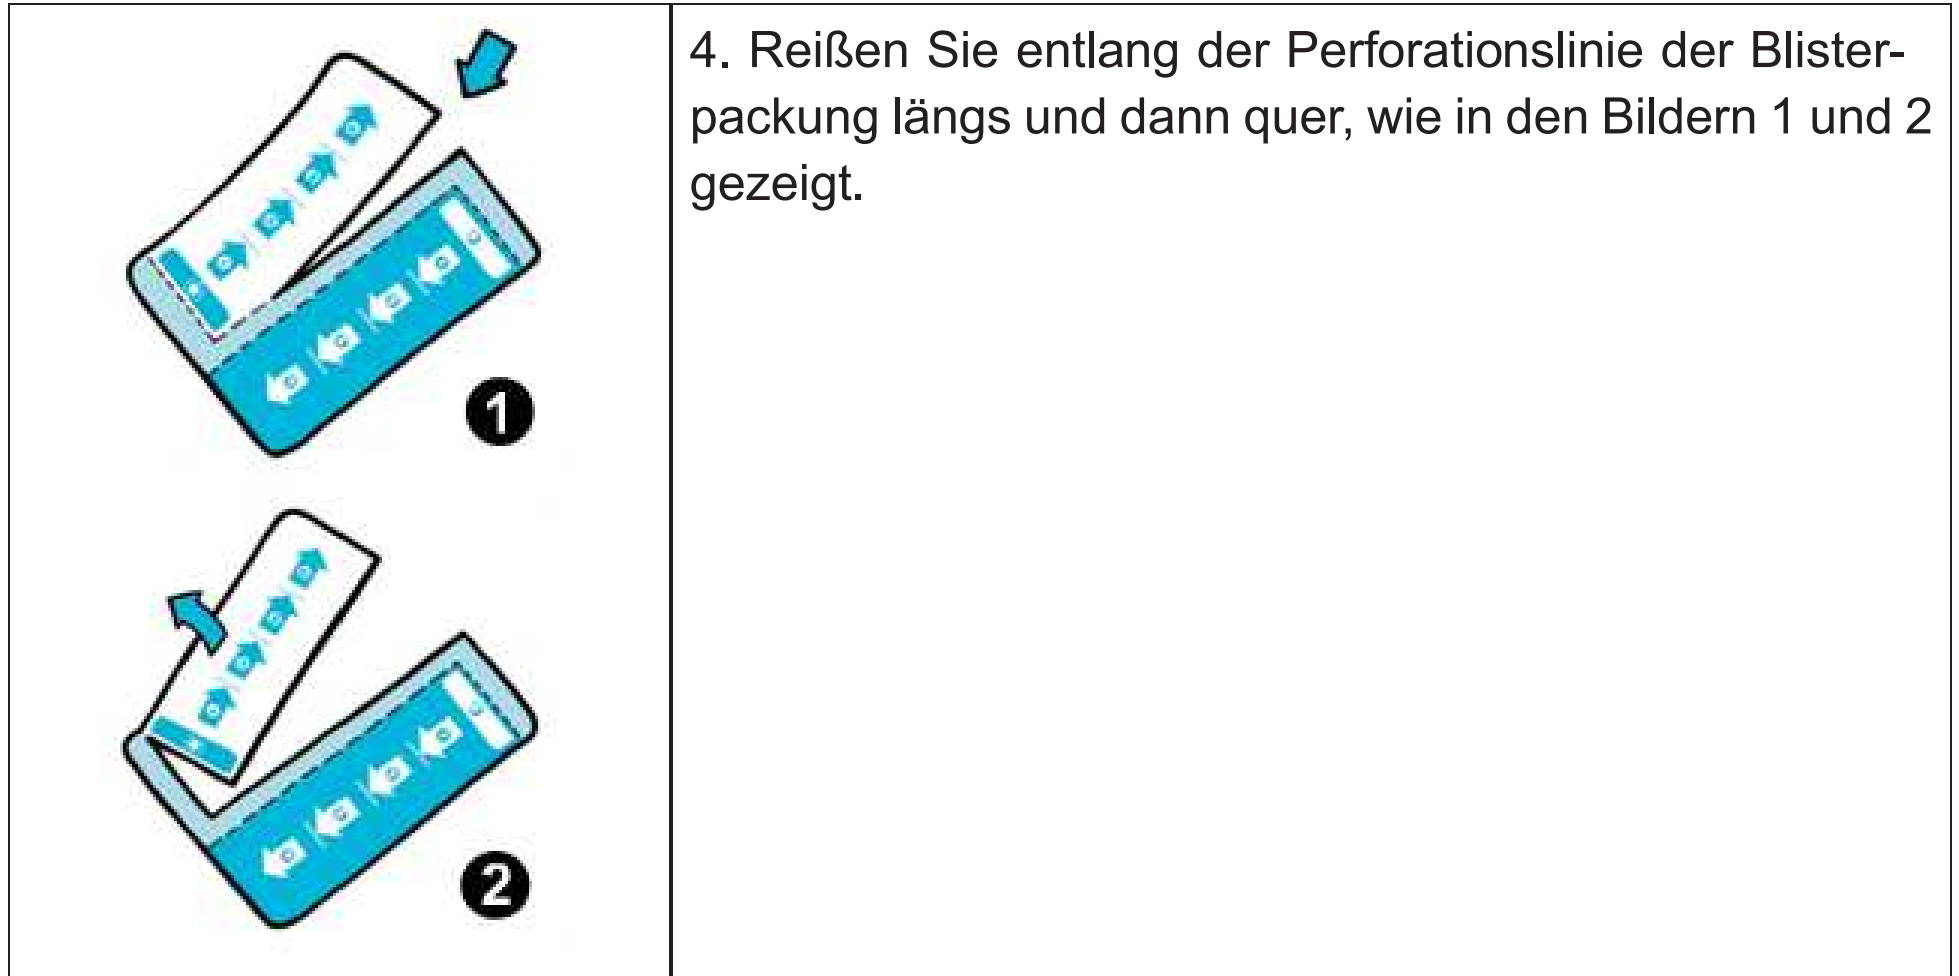 4. Reißen Sie entlang der Perforationslinie der Blister-
packung längs und dann quer, wie in den Bildern 1 und 2
gezeigt.
1
2